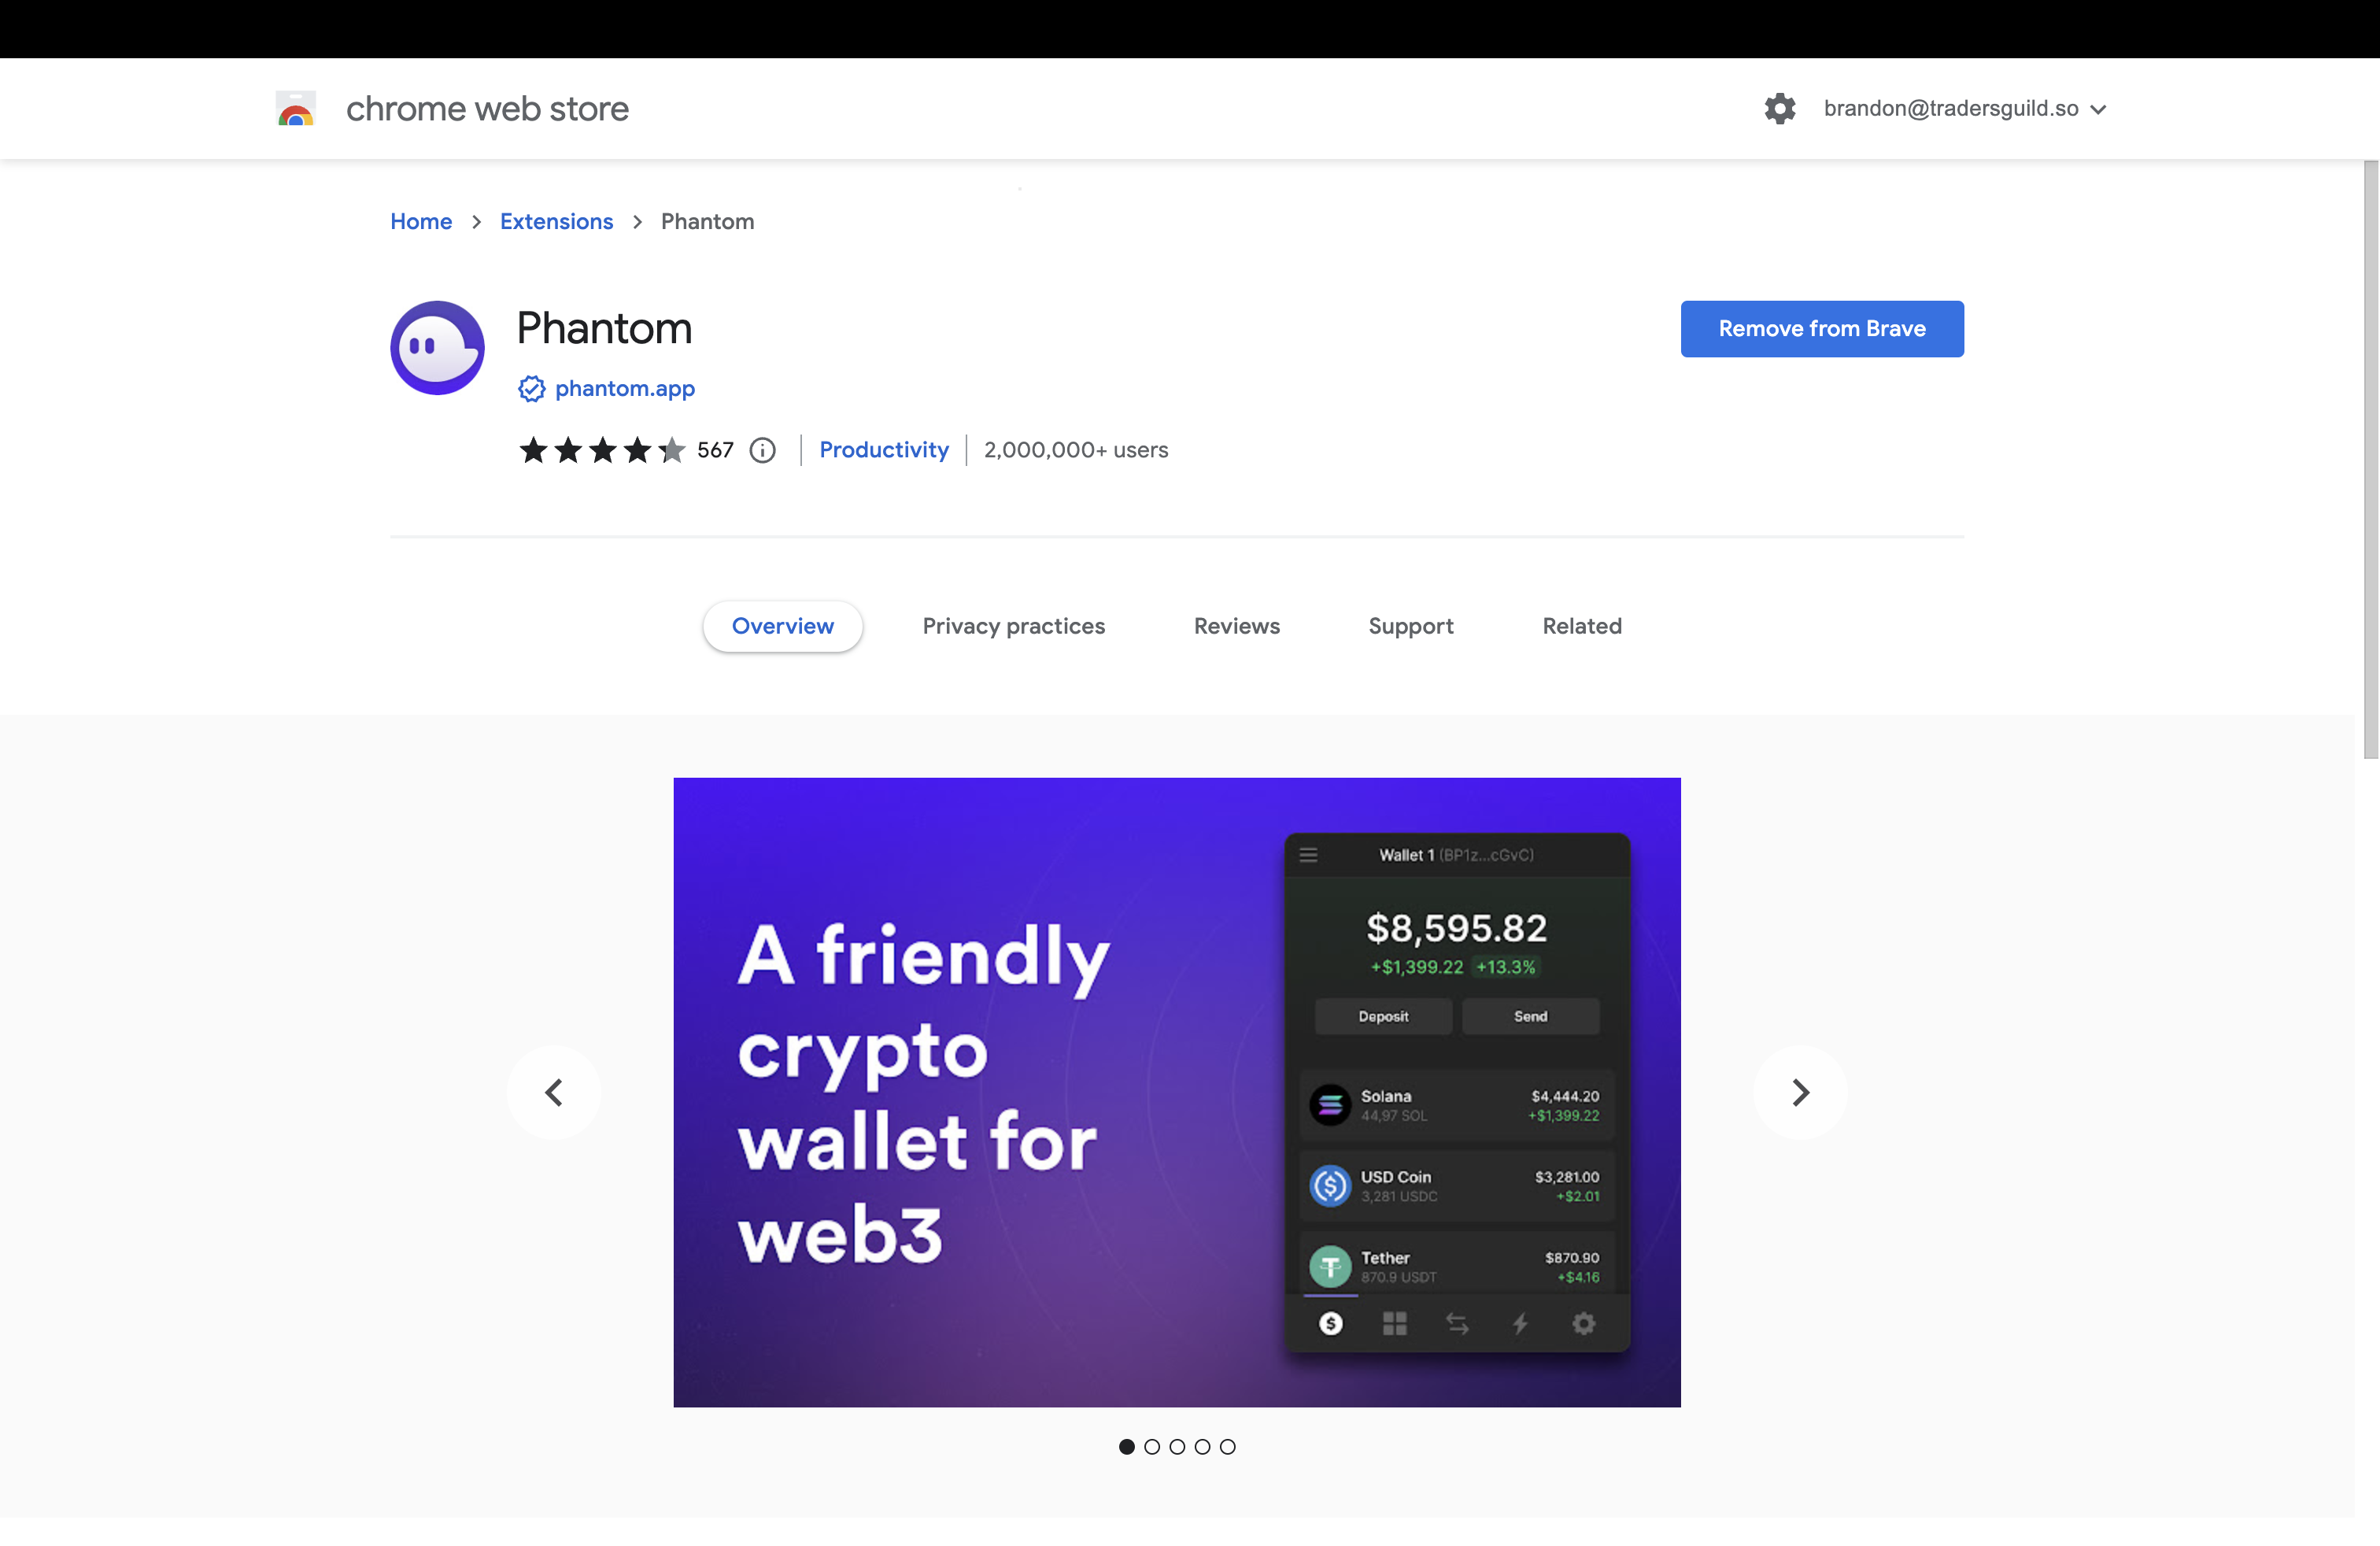 chrome web store
brandon@tradersguild.so
Home > Extensions > Phantom
Phantom
Remove from Brave
phantom.app
567 | Productivity | 2,000,000+ users
Overview
Privacy practices
Reviews
Support
Related
A friendly
crypto
wallet for
web3
Wallet 1 (BP1z...cGvC)
$8,595.82
+$1,399.22 +13.3%
Deposit
Send
Solana
$4,444.20
44,97 SOL
+$1,399.22
USD Coin
$3,281.00
3,281 USDC
+$2.01
Tether
$870.90
870.9 USDT
+$4.16